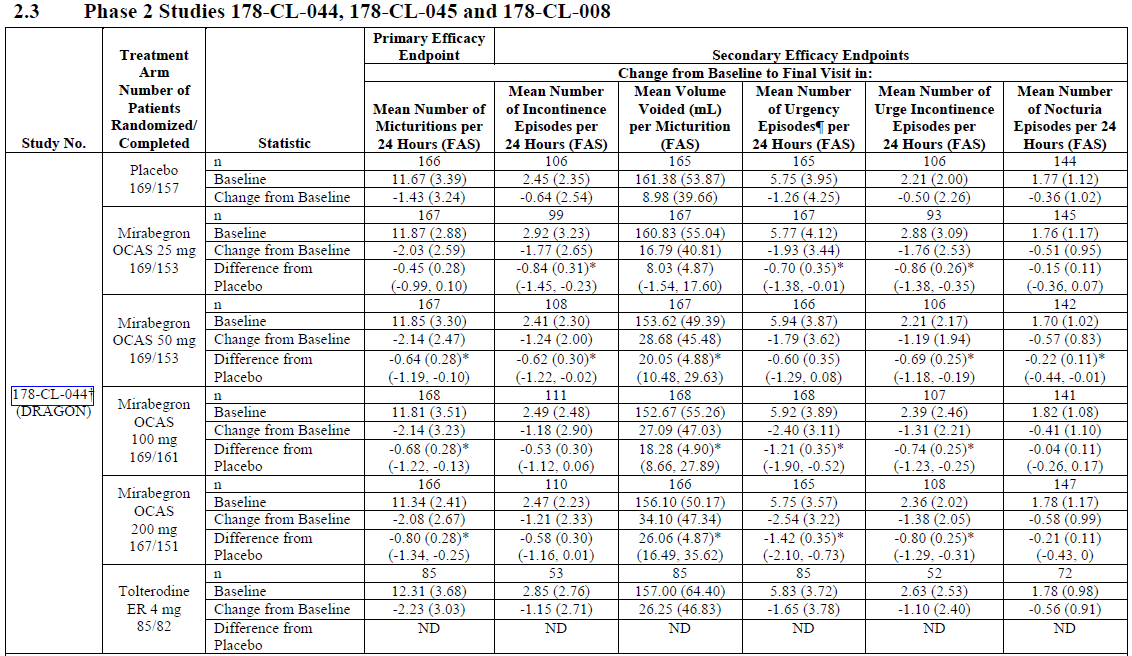 2.3 Phase 2 Studies 178-CL-044, 178-CL-045 and 178-CL-008
Study No. | Treatment Arm Number of Patients Randomized/ Completed | Statistic | Primary Efficacy Endpoint | Secondary Efficacy Endpoints
Change from Baseline to Final Visit in:
Mean Number of Micturitions per 24 Hours (FAS) | Mean Number of Incontinence Episodes per 24 Hours (FAS) | Mean Volume Voided (mL) per Micturition (FAS) | Mean Number of Urgency Episodes¶ per 24 Hours (FAS) | Mean Number of Urge Incontinence Episodes per 24 Hours (FAS) | Mean Number of Nocturia Episodes per 24 Hours (FAS)
178-CL-044†
(DRAGON)
Placebo
169/157
n | 166 | 106 | 165 | 165 | 106 | 144
Baseline | 11.67 (3.39) | 2.45 (2.35) | 161.38 (53.87) | 5.75 (3.95) | 2.21 (2.00) | 1.77 (1.12)
Change from Baseline | -1.43 (3.24) | -0.64 (2.54) | 8.98 (39.66) | -1.26 (4.25) | -0.50 (2.26) | -0.36 (1.02)
Mirabegron
OCAS 25 mg
169/153
n | 167 | 99 | 167 | 167 | 93 | 145
Baseline | 11.87 (2.88) | 2.92 (3.23) | 160.83 (55.04) | 5.77 (4.12) | 2.88 (3.09) | 1.76 (1.17)
Change from Baseline | -2.03 (2.59) | -1.77 (2.65) | 16.79 (40.81) | -1.93 (3.44) | -1.76 (2.53) | -0.51 (0.95)
Difference from | -0.45 (0.28) | -0.84 (0.31)* | 8.03 (4.87) | -0.70 (0.35)* | -0.86 (0.26)* | -0.15 (0.11)
Placebo | (-0.99, 0.10) | (-1.45, -0.23) | (-1.54, 17.60) | (-1.38, -0.01) | (-1.38, -0.35) | (-0.36, 0.07)
Mirabegron
OCAS 50 mg
169/153
n | 167 | 108 | 167 | 166 | 106 | 142
Baseline | 11.85 (3.30) | 2.41 (2.30) | 153.62 (49.39) | 5.94 (3.87) | 2.21 (2.17) | 1.70 (1.02)
Change from Baseline | -2.14 (2.47) | -1.24 (2.00) | 28.68 (45.48) | -1.79 (3.62) | -1.19 (1.94) | -0.57 (0.83)
Difference from | -0.64 (0.28)* | -0.62 (0.30)* | 20.05 (4.88)* | -0.60 (0.35) | -0.69 (0.25)* | -0.22 (0.11)*
Placebo | (-1.19, -0.10) | (-1.22, -0.02) | (10.48, 29.63) | (-1.29, 0.08) | (-1.18, -0.19) | (-0.44, -0.01)
Mirabegron
OCAS
100 mg
169/161
n | 168 | 111 | 168 | 168 | 107 | 141
Baseline | 11.81 (3.51) | 2.49 (2.48) | 152.67 (55.26) | 5.92 (3.89) | 2.39 (2.46) | 1.82 (1.08)
Change from Baseline | -2.14 (3.23) | -1.18 (2.90) | 27.09 (47.03) | -2.40 (3.11) | -1.31 (2.21) | -0.41 (1.10)
Difference from | -0.68 (0.28)* | -0.53 (0.30) | 18.28 (4.90)* | -1.21 (0.35)* | -0.74 (0.25)* | -0.04 (0.11)
Placebo | (-1.22, -0.13) | (-1.12, 0.06) | (8.66, 27.89) | (-1.90, -0.52) | (-1.23, -0.25) | (-0.26, 0.17)
Mirabegron
OCAS
200 mg
167/151
n | 166 | 110 | 166 | 165 | 108 | 147
Baseline | 11.34 (2.41) | 2.47 (2.23) | 156.10 (50.17) | 5.75 (3.57) | 2.36 (2.02) | 1.78 (1.17)
Change from Baseline | -2.08 (2.67) | -1.21 (2.33) | 34.10 (47.34) | -2.54 (3.22) | -1.38 (2.05) | -0.58 (0.99)
Difference from | -0.80 (0.28)* | -0.58 (0.30) | 26.06 (4.87)* | -1.42 (0.35)* | -0.80 (0.25)* | -0.21 (0.11)
Placebo | (-1.34, -0.25) | (-1.16, 0.01) | (16.49, 35.62) | (-2.10, -0.73) | (-1.29, -0.31) | (-0.43, 0)
Tolterodine
ER 4 mg
85/82
n | 85 | 53 | 85 | 85 | 52 | 72
Baseline | 12.31 (3.68) | 2.85 (2.76) | 157.00 (64.40) | 5.83 (3.72) | 2.63 (2.53) | 1.78 (0.98)
Change from Baseline | -2.23 (3.03) | -1.15 (2.71) | 26.25 (46.83) | -1.65 (3.78) | -1.10 (2.40) | -0.56 (0.91)
Difference from | ND | ND | ND | ND | ND | ND
Placebo